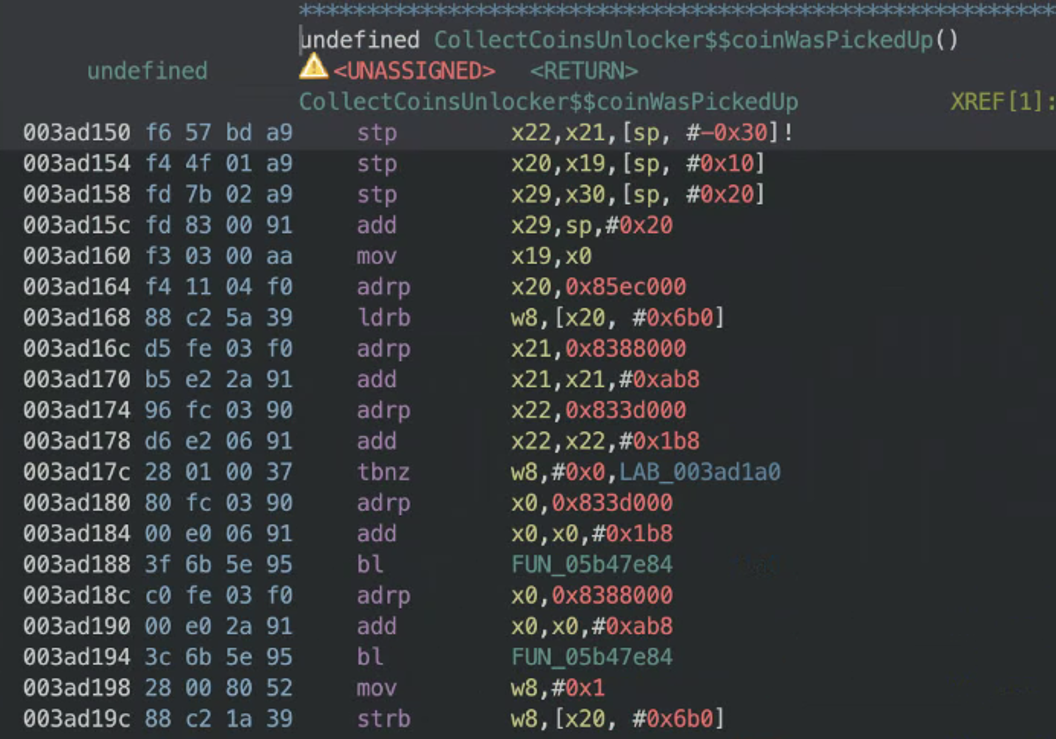 ************************************************************
undefined CollectCoinsUnlocker$$coinWasPickedUp()
undefined <UNASSIGNED> <RETURN>
CollectCoinsUnlocker$$coinWasPickedUp XREF[1]:
003ad150 f6 57 bd a9 stp x22,x21,[sp, #-0x30]!
003ad154 f4 4f 01 a9 stp x20,x19,[sp, #0x10]
003ad158 fd 7b 02 a9 stp x29,x30,[sp, #0x20]
003ad15c fd 83 00 91 add x29,sp,#0x20
003ad160 f3 03 00 aa mov x19,x0
003ad164 f4 11 04 f0 adrp x20,0x85ec000
003ad168 88 c2 5a 39 ldrb w8,[x20, #0x6b0]
003ad16c d5 fe 03 f0 adrp x21,0x8388000
003ad170 b5 e2 2a 91 add x21,x21,#0xab8
003ad174 96 fc 03 90 adrp x22,0x833d000
003ad178 d6 e2 06 91 add x22,x22,#0x1b8
003ad17c 28 01 00 37 tbnz w8,#0x0,LAB_003ad1a0
003ad180 80 fc 03 90 adrp x0,0x833d000
003ad184 00 e0 06 91 add x0,x0,#0x1b8
003ad188 3f 6b 5e 95 bl FUN_05b47e84
003ad18c c0 fe 03 f0 adrp x0,0x8388000
003ad190 00 e0 2a 91 add x0,x0,#0xab8
003ad194 3c 6b 5e 95 bl FUN_05b47e84
003ad198 28 00 80 52 mov w8,#0x1
003ad19c 88 c2 1a 39 strb w8,[x20, #0x6b0]